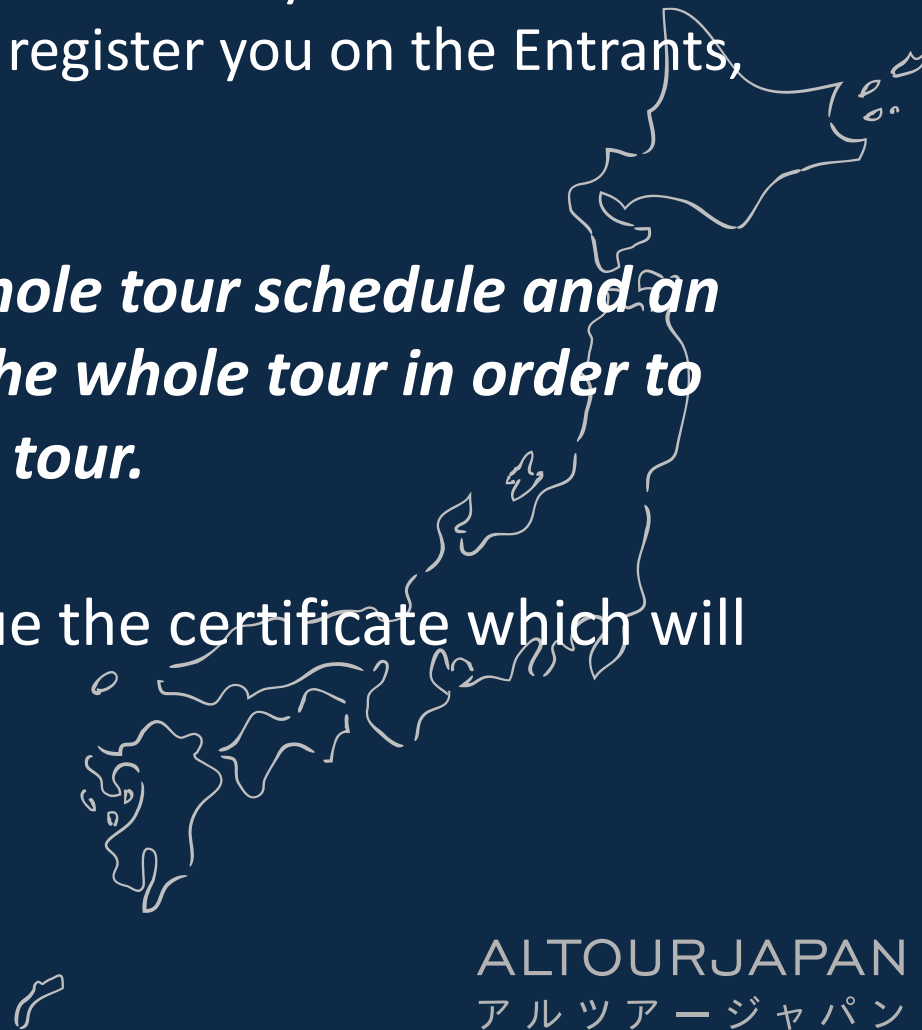 register you on the Entrants,
hole tour schedule and an
he whole tour in order to
tour.
ue the certificate which will
ALTOURJAPAN
アルツアージャパン